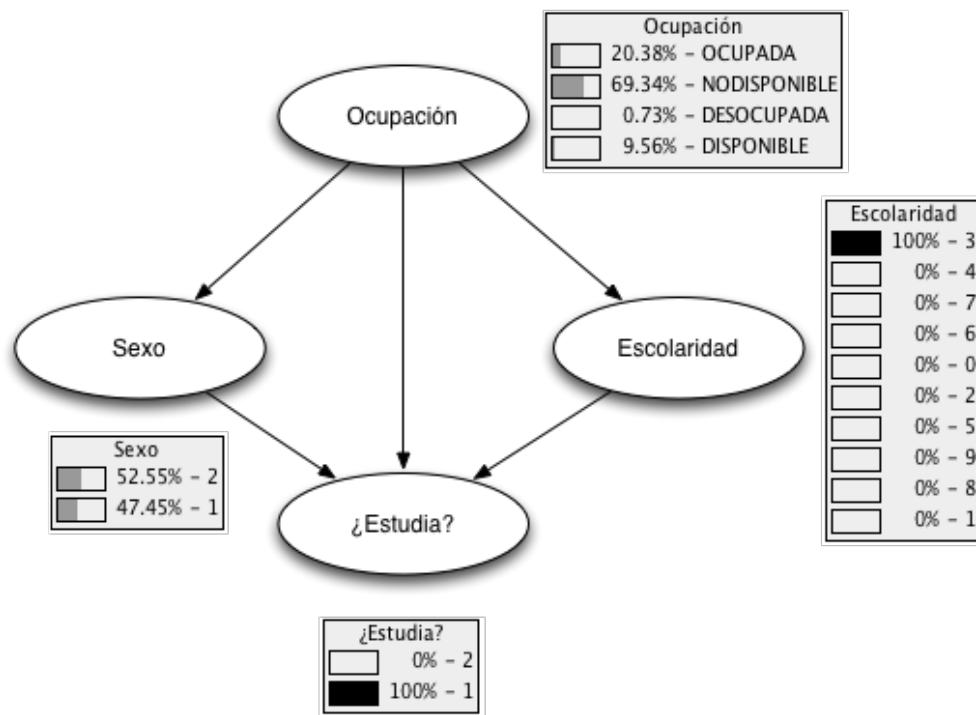 Ocupación
20.38% - OCUPADA
69.34% - NODISPONIBLE
0.73% - DESOCUPADA
9.56% - DISPONIBLE
Ocupación
Escolaridad
100% - 3
0% - 4
0% - 7
0% - 6
0% - 0
0% - 2
0% - 5
0% - 9
0% - 8
0% - 1
Sexo
Escolaridad
Sexo
52.55% - 2
47.45% - 1
¿Estudia?
¿Estudia?
0% - 2
100% - 1